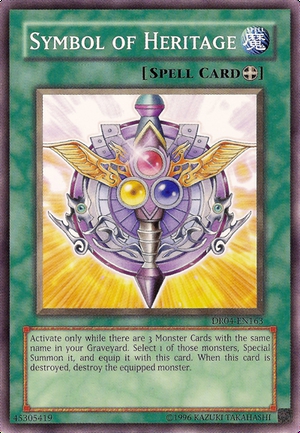 SYMBOL OF HERITAGE 魔
[SPELL CARD]
DR04-EN163
Activate only while there are 3 Monster Cards with the same
name in your Graveyard. Select 1 of those monsters, Special
Summon it, and equip it with this card. When this card is
destroyed, destroy the equipped monster.
45305419 ©1996 KAZUKI TAKAHASHI